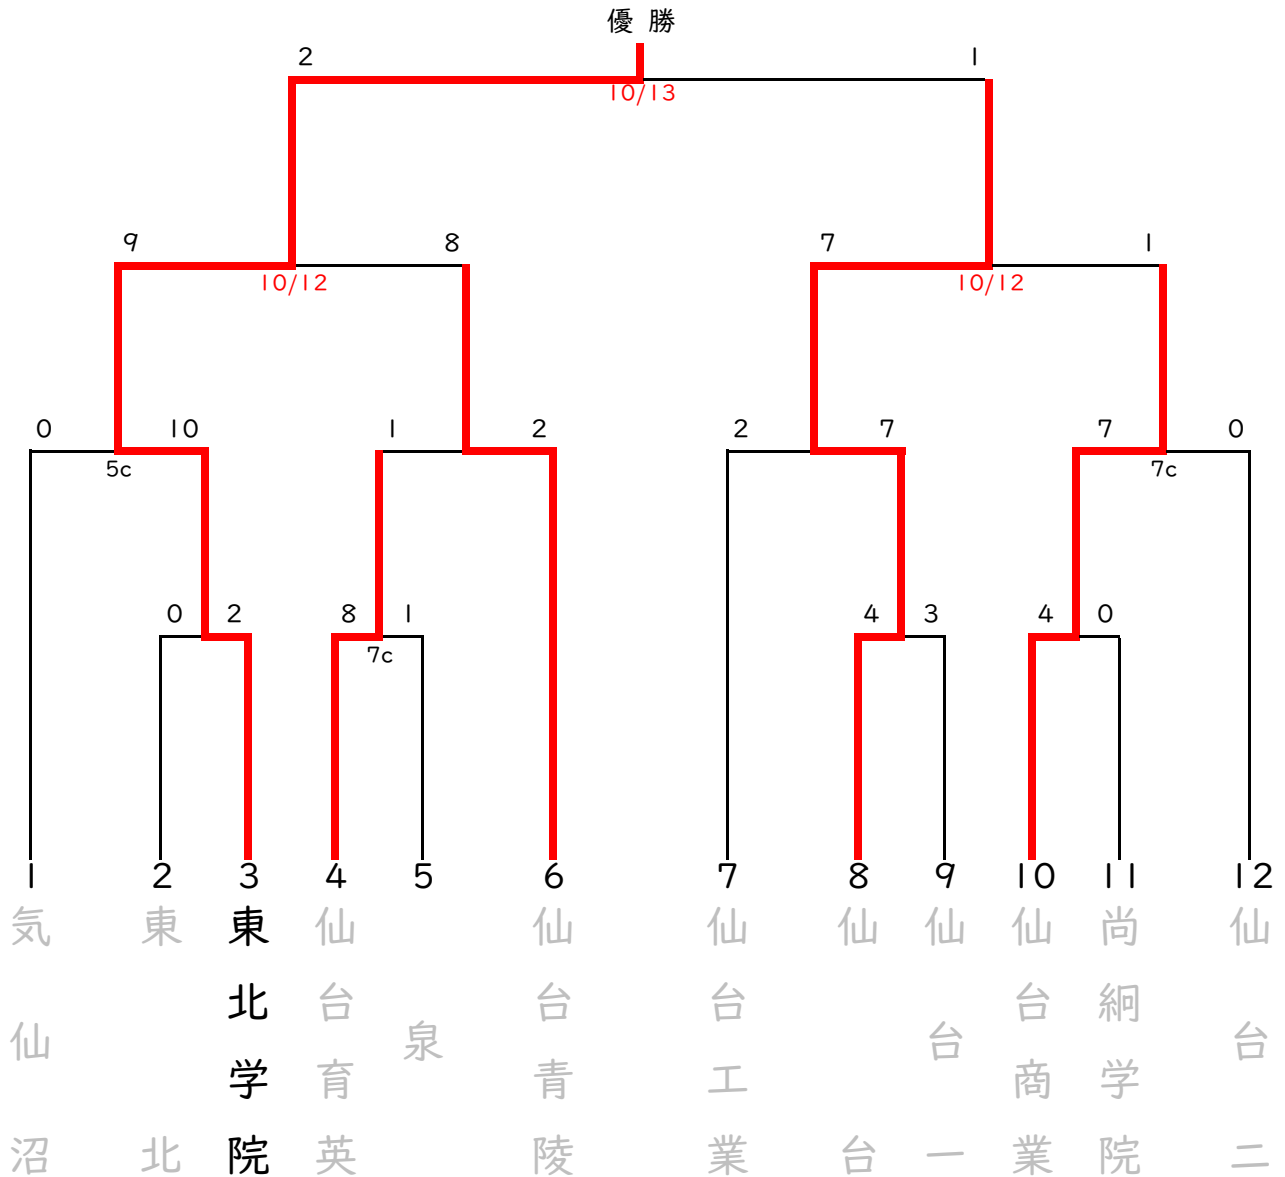 優勝
2 1
10/13
9 8 7 1
10/12 10/12
0 10 1 2 2 7 7 0
5c 7c
0 2 8 1 4 3 4 0
7c
1 2 3 4 5 6 7 8 9 10 11 12
気仙沼
東北
東北学院
仙台育英
泉
仙台青陵
仙台工業
仙台
仙台一
仙台商業
尚絅学院
仙台二